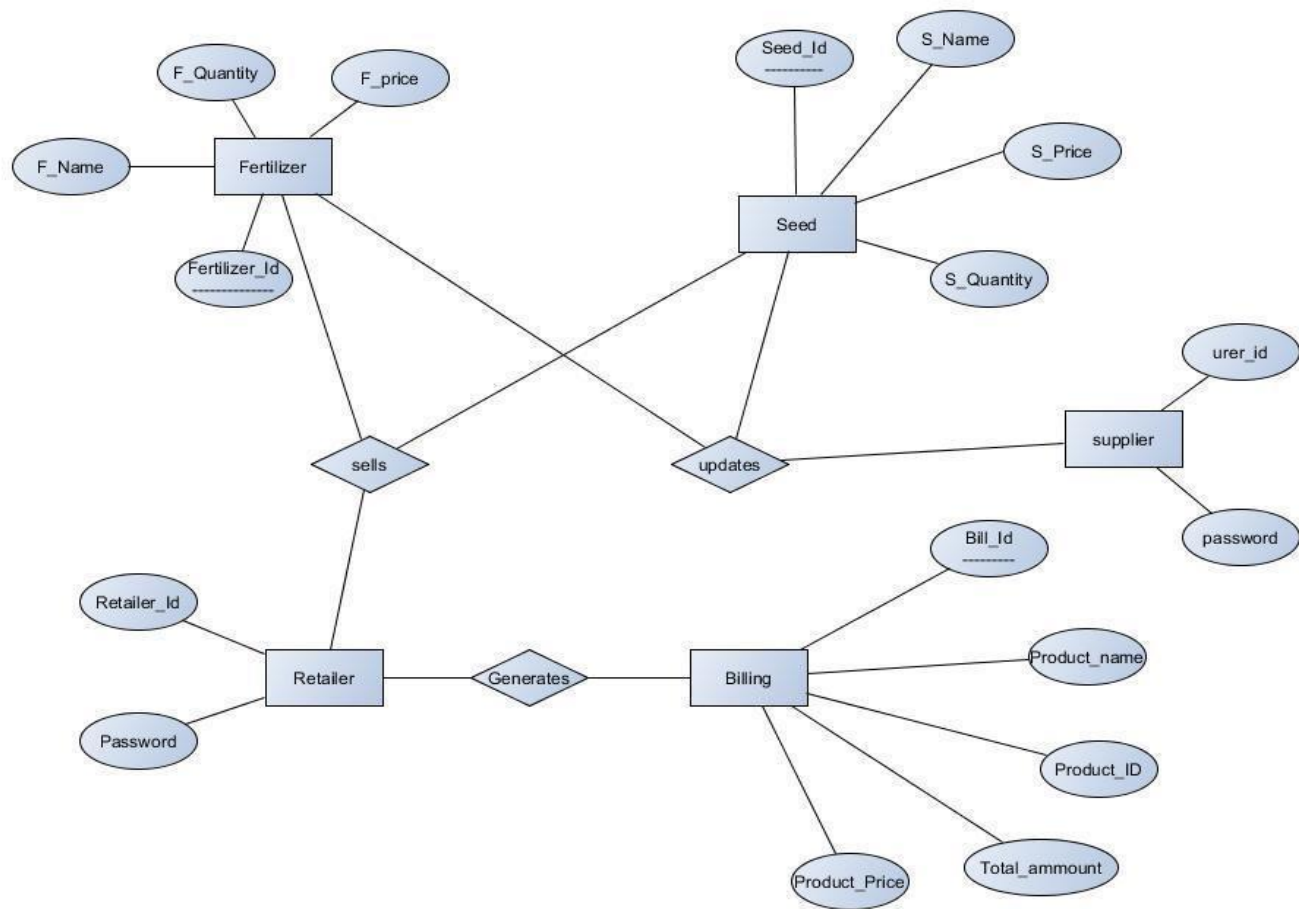 Seed_Id
----------
S_Name
F_Quantity
F_price
F_Name
Fertilizer
S_Price
Seed
Fertilizer_Id
--------------
S_Quantity
urer_id
supplier
sells
updates
password
Bill_Id
---------
Retailer_Id
Product_name
Retailer
Generates
Billing
Password
Product_ID
Total_ammount
Product_Price